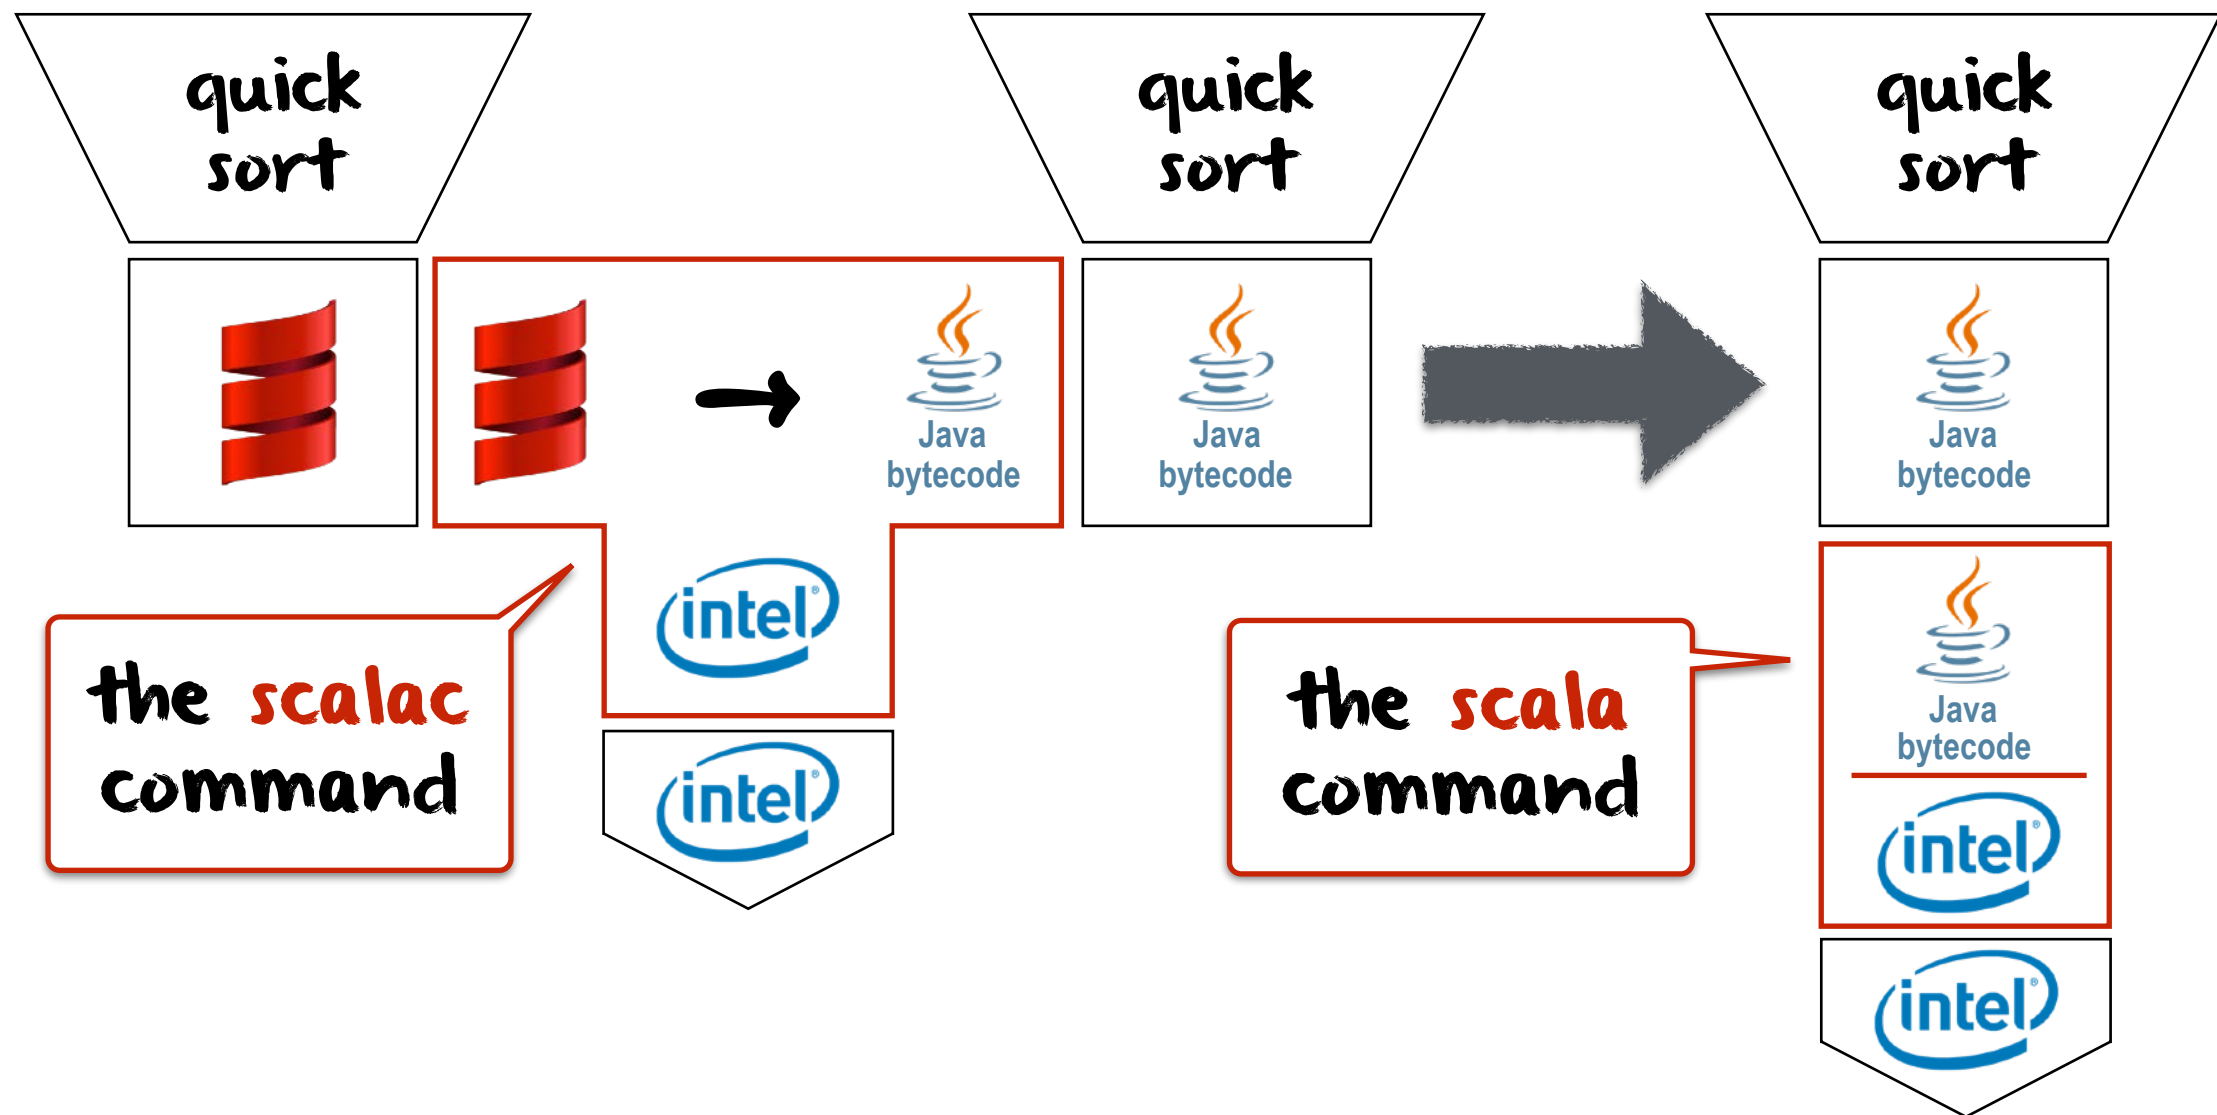 quick
sort
quick
sort
quick
sort
Java
bytecode
Java
bytecode
Java
bytecode
intel®
the scalac
command
intel®
the scala
command
Java
bytecode
intel®
intel®